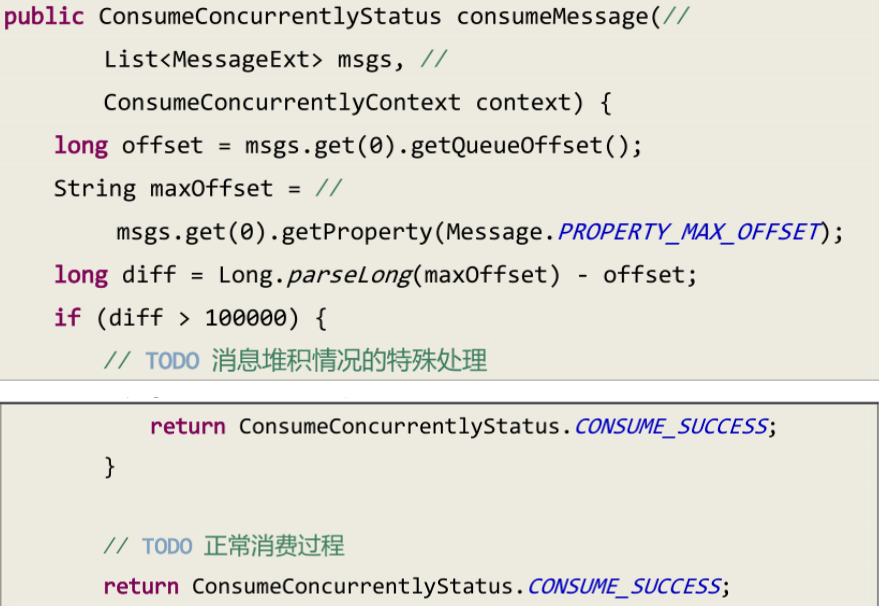 public ConsumeConcurrentlyStatus consumeMessage(//
List<MessageExt> msgs, //
ConsumeConcurrentlyContext context) {
long offset = msgs.get(0).getQueueOffset();
String maxOffset = //
msgs.get(0).getProperty(Message.PROPERTY_MAX_OFFSET);
long diff = Long.parseLong(maxOffset) - offset;
if (diff > 100000) {
// TODO 消息堆积情况的特殊处理
return ConsumeConcurrentlyStatus.CONSUME_SUCCESS;
}
// TODO 正常消费过程
return ConsumeConcurrentlyStatus.CONSUME_SUCCESS;